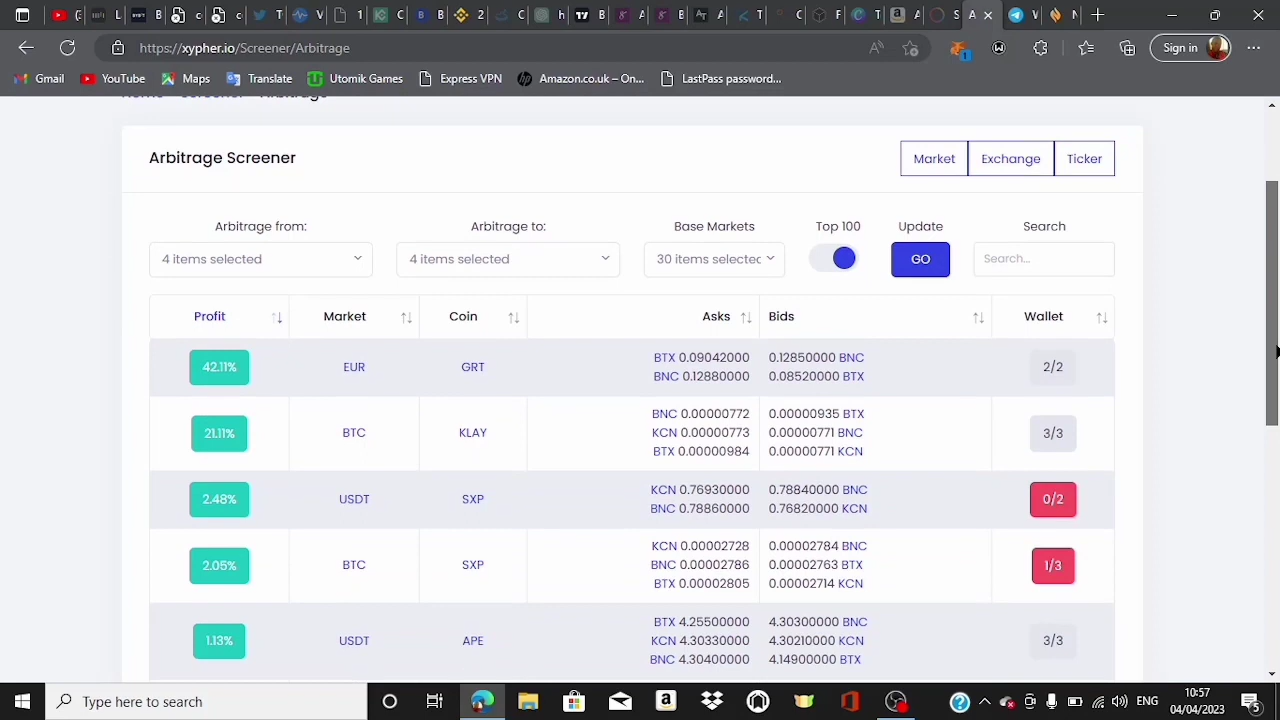 https://xypher.io/Screener/Arbitrage
Sign in
Gmail YouTube Maps Translate Utomik Games Express VPN Amazon.co.uk – On... LastPass password...
Home Screener Arbitrage
Arbitrage Screener
Market Exchange Ticker
Arbitrage from: Arbitrage to: Base Markets Top 100 Update Search
4 items selected 4 items selected 30 items selected GO Search...
Profit Market Coin Asks Bids Wallet
42.11% EUR GRT 2/2
BTX 0.09042000 0.12850000 BNC
BNC 0.12880000 0.08520000 BTX
21.11% BTC KLAY 3/3
BNC 0.00000772 0.00000935 BTX
KCN 0.00000773 0.00000771 BNC
BTX 0.00000984 0.00000771 KCN
2.48% USDT SXP 0/2
KCN 0.76930000 0.78840000 BNC
BNC 0.78860000 0.76820000 KCN
2.05% BTC SXP 1/3
KCN 0.00002728 0.00002784 BNC
BNC 0.00002786 0.00002763 BTX
BTX 0.00002805 0.00002714 KCN
1.13% USDT APE 3/3
BTX 4.25500000 4.30300000 BNC
KCN 4.30330000 4.30210000 KCN
BNC 4.30400000 4.14900000 BTX
Type here to search
ENG
10:57
04/04/2023
5